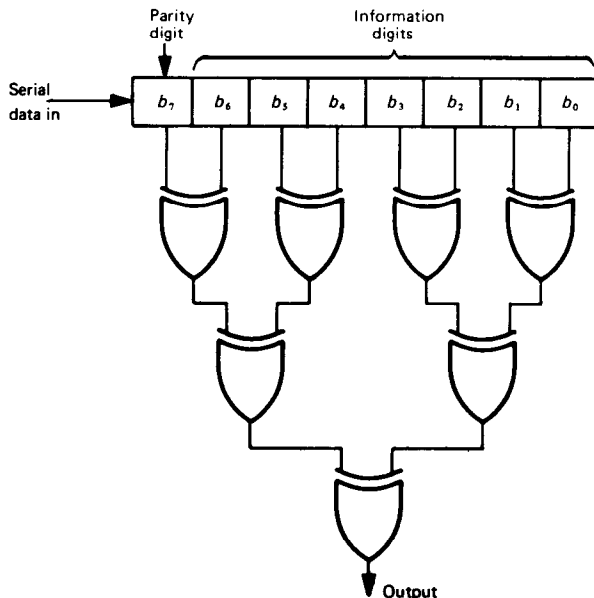 Parity
digit
Information
digits
Serial
data in
b₇ b₆ b₅ b₄ b₃ b₂ b₁ b₀
Output